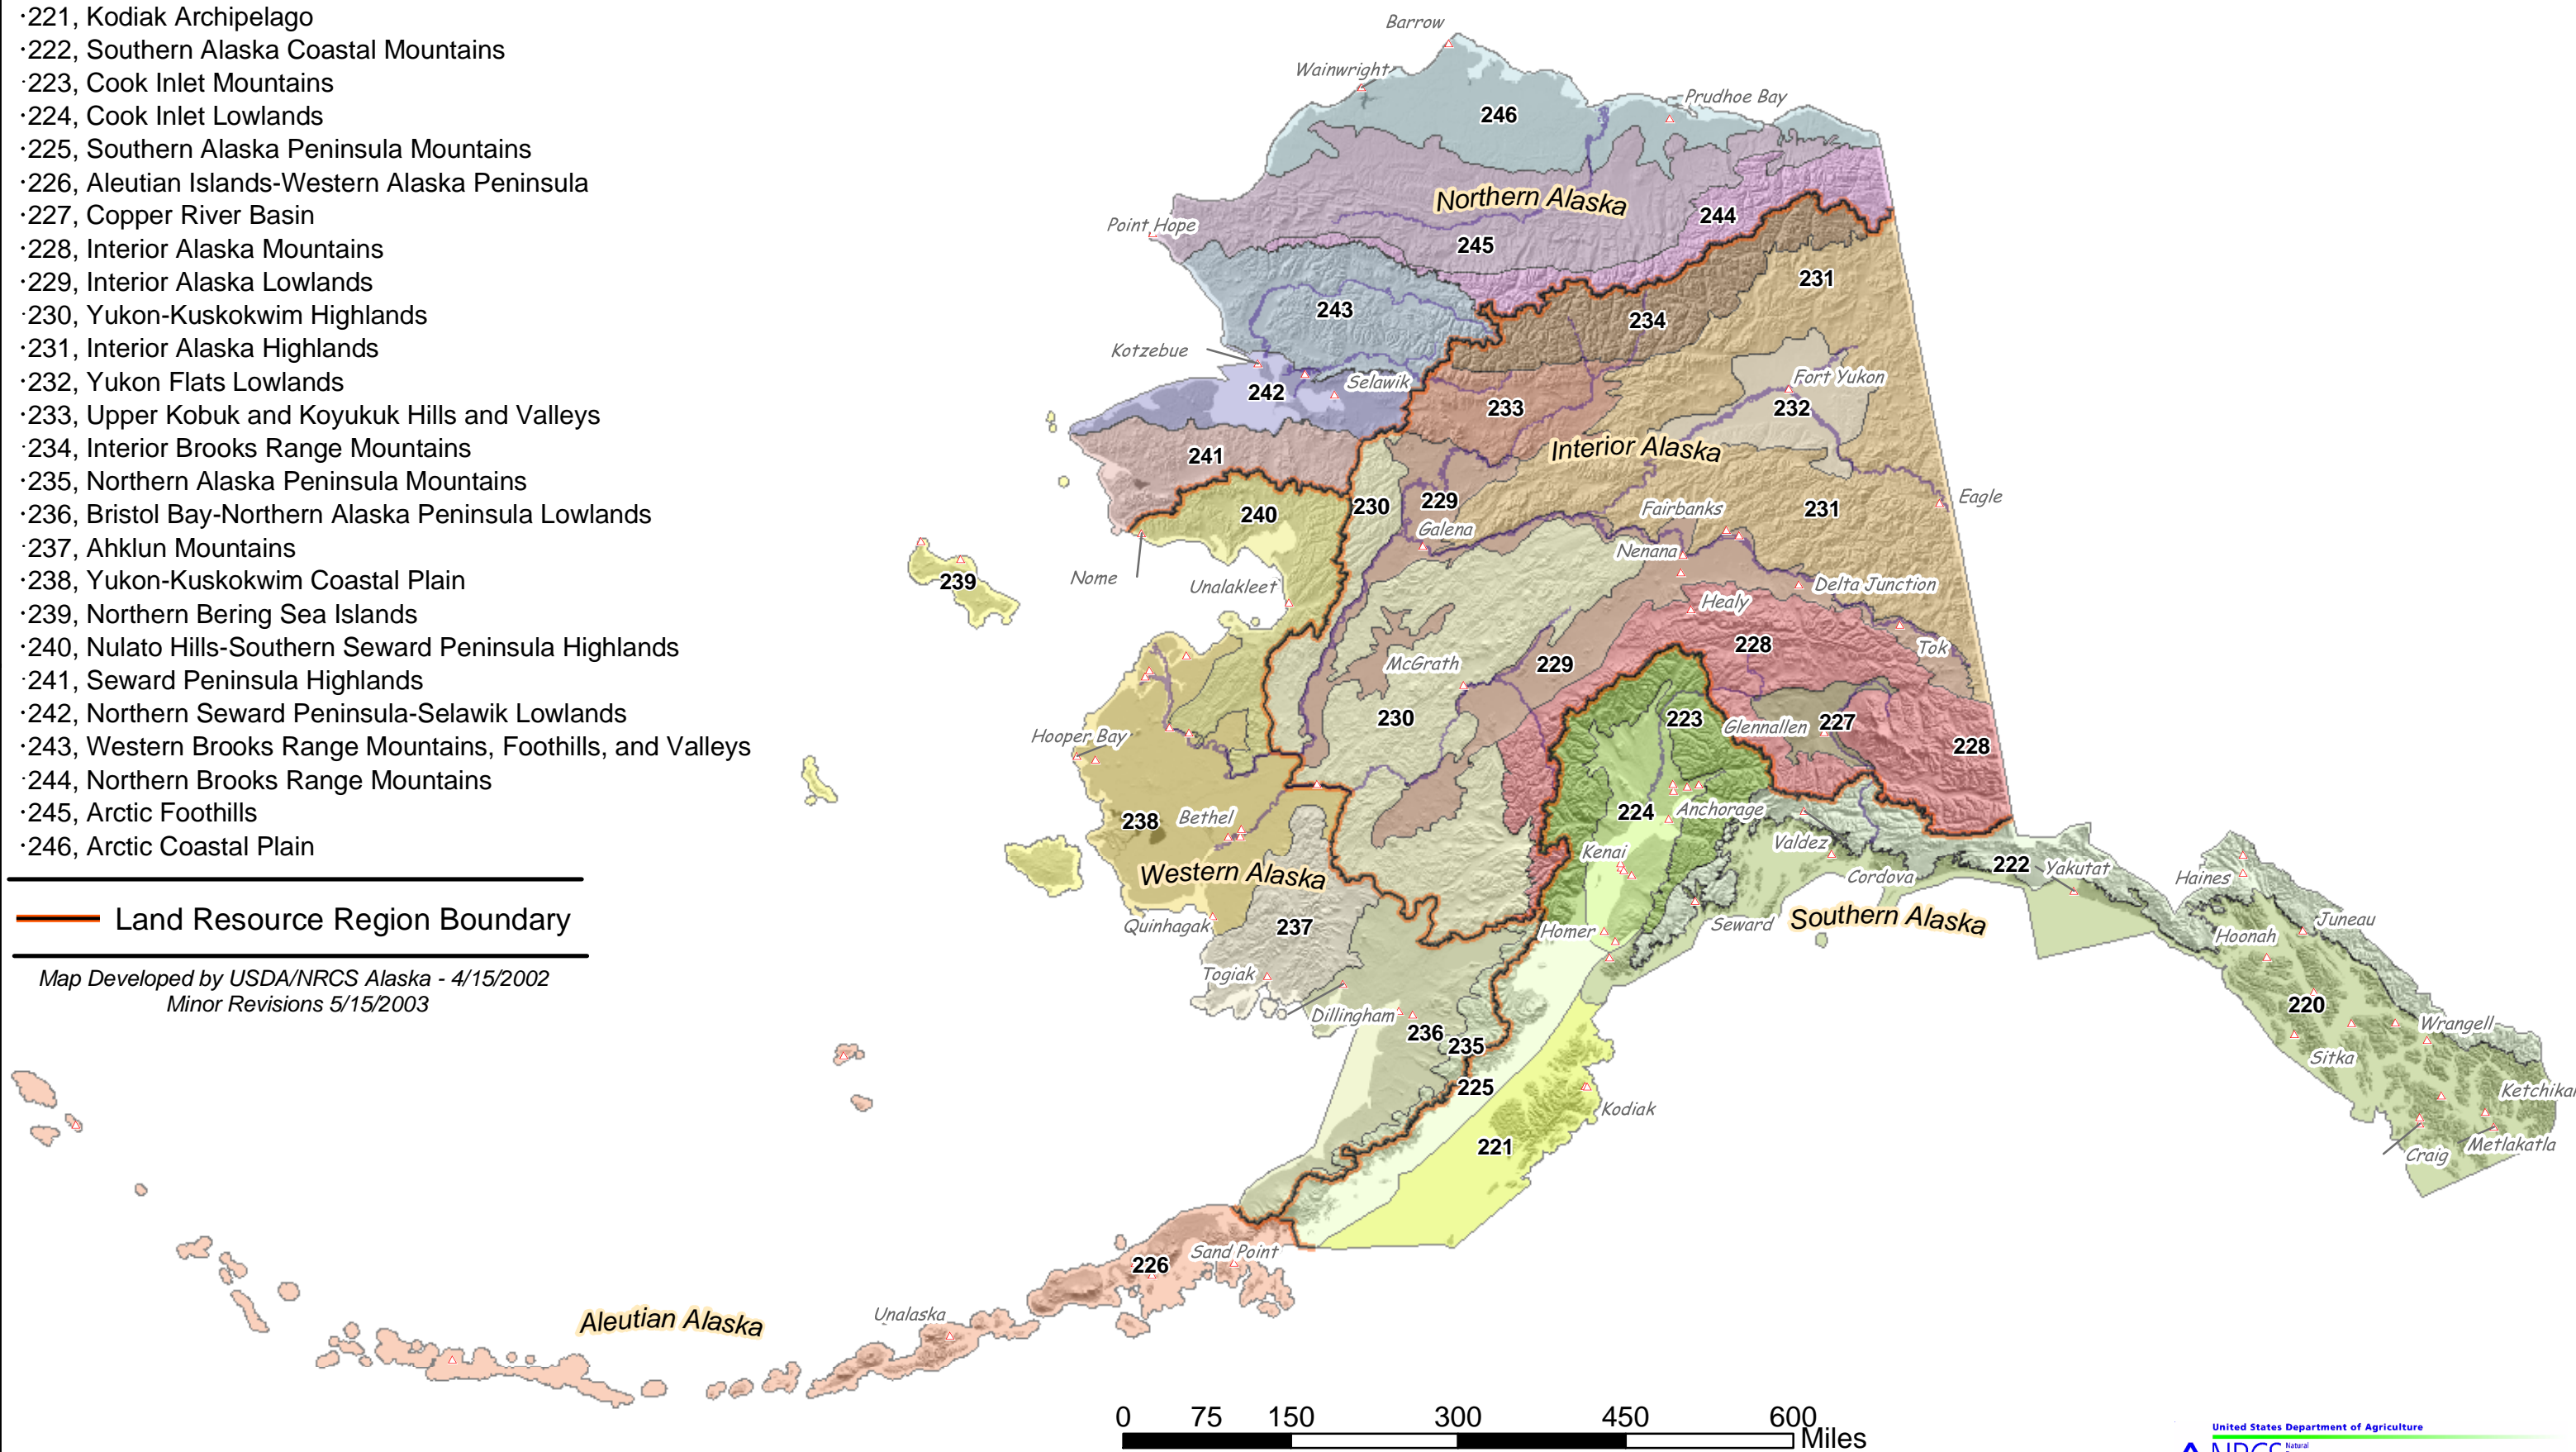 ·221, Kodiak Archipelago
·222, Southern Alaska Coastal Mountains
·223, Cook Inlet Mountains
·224, Cook Inlet Lowlands
·225, Southern Alaska Peninsula Mountains
·226, Aleutian Islands-Western Alaska Peninsula
·227, Copper River Basin
·228, Interior Alaska Mountains
·229, Interior Alaska Lowlands
·230, Yukon-Kuskokwim Highlands
·231, Interior Alaska Highlands
·232, Yukon Flats Lowlands
·233, Upper Kobuk and Koyukuk Hills and Valleys
·234, Interior Brooks Range Mountains
·235, Northern Alaska Peninsula Mountains
·236, Bristol Bay-Northern Alaska Peninsula Lowlands
·237, Ahklun Mountains
·238, Yukon-Kuskokwim Coastal Plain
·239, Northern Bering Sea Islands
·240, Nulato Hills-Southern Seward Peninsula Highlands
·241, Seward Peninsula Highlands
·242, Northern Seward Peninsula-Selawik Lowlands
·243, Western Brooks Range Mountains, Foothills, and Valleys
·244, Northern Brooks Range Mountains
·245, Arctic Foothills
·246, Arctic Coastal Plain
Land Resource Region Boundary
Map Developed by USDA/NRCS Alaska - 4/15/2002
Minor Revisions 5/15/2003
Barrow
Wainwright
Prudhoe Bay
246
Northern Alaska
244
Point Hope
245
231
243
234
Kotzebue
Selawik
242
Fort Yukon
233
232
Interior Alaska
241
230
229
240
231
Eagle
Fairbanks
Galena
Nenana
239
Nome
Unalakleet
Delta Junction
Healy
228
Tok
McGrath
229
230
223
Glennallen
227
228
Hooper Bay
238
Bethel
224
Anchorage
Valdez
Kenai
222
Yakutat
Cordova
Haines
Western Alaska
Quinhagak
237
Homer
Seward
Southern Alaska
Juneau
Hoonah
Togiak
Dillingham
236
235
220
Wrangell
Sitka
225
Kodiak
Ketchika
221
Craig
Metlakatla
226
Sand Point
Aleutian Alaska
Unalaska
0 75 150 300 450 600
Miles
United States Department of Agriculture
NRCS
Natural